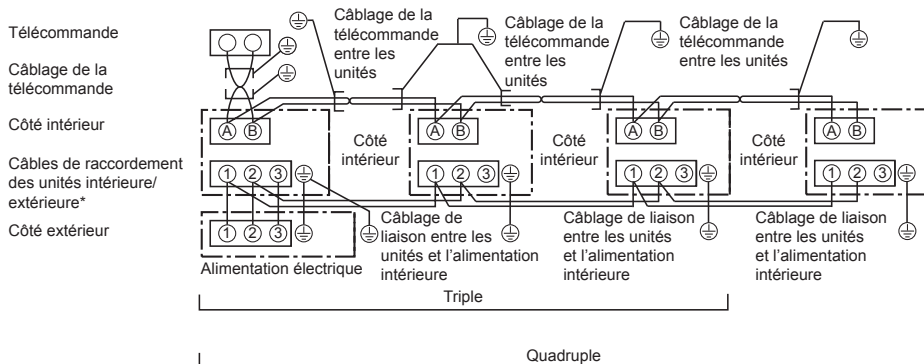 Télécommande
Câblage de la
télécommande
Côté intérieur
Câbles de raccordement
des unités intérieure/
extérieure*
Côté extérieur
Câblage de la
télécommande
entre les
unités
Câblage de la
télécommande
entre les
unités
Câblage de la
télécommande
entre les unités
A B
A B
A B
A B
Côté
intérieur
Côté
intérieur
Côté
intérieur
1 2 3
1 2 3
1 2 3
1 2 3
1 2 3
Alimentation électrique
Câblage de
liaison entre les
unités et l'alimentation
intérieure
Câblage de liaison
entre les unités
et l'alimentation
intérieure
Câblage de liaison
entre les unités
et l'alimentation
intérieure
Triple
Quadruple